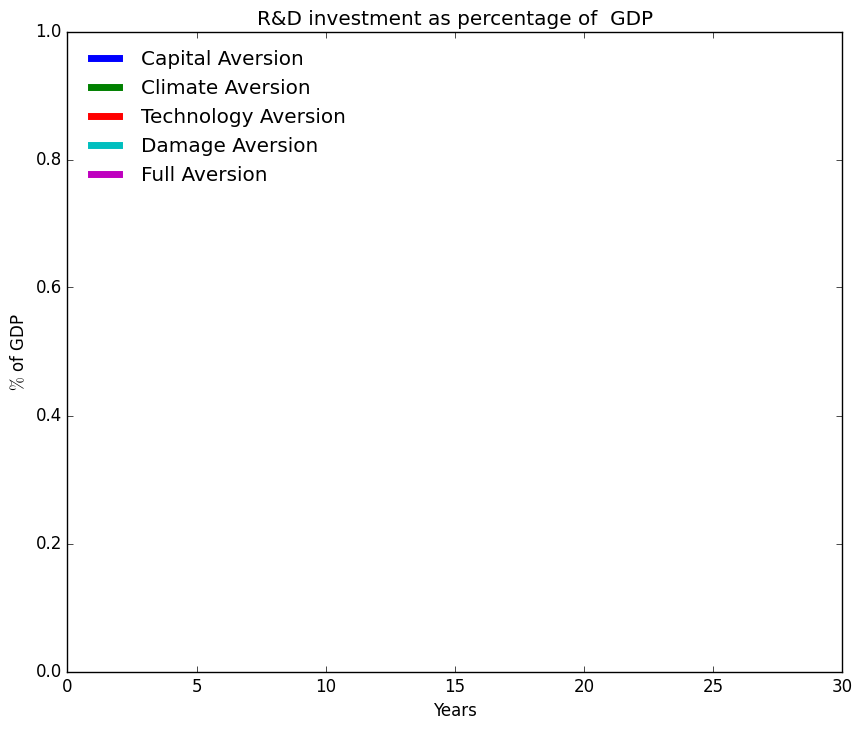 R&D investment as percentage of  GDP
1.0
Capital Aversion
Climate Aversion
Technology Aversion
Damage Aversion
Full Aversion
0.8
0.6
% of GDP
0.4
0.2
0.0
0 5 10 15 20 25 30
Years